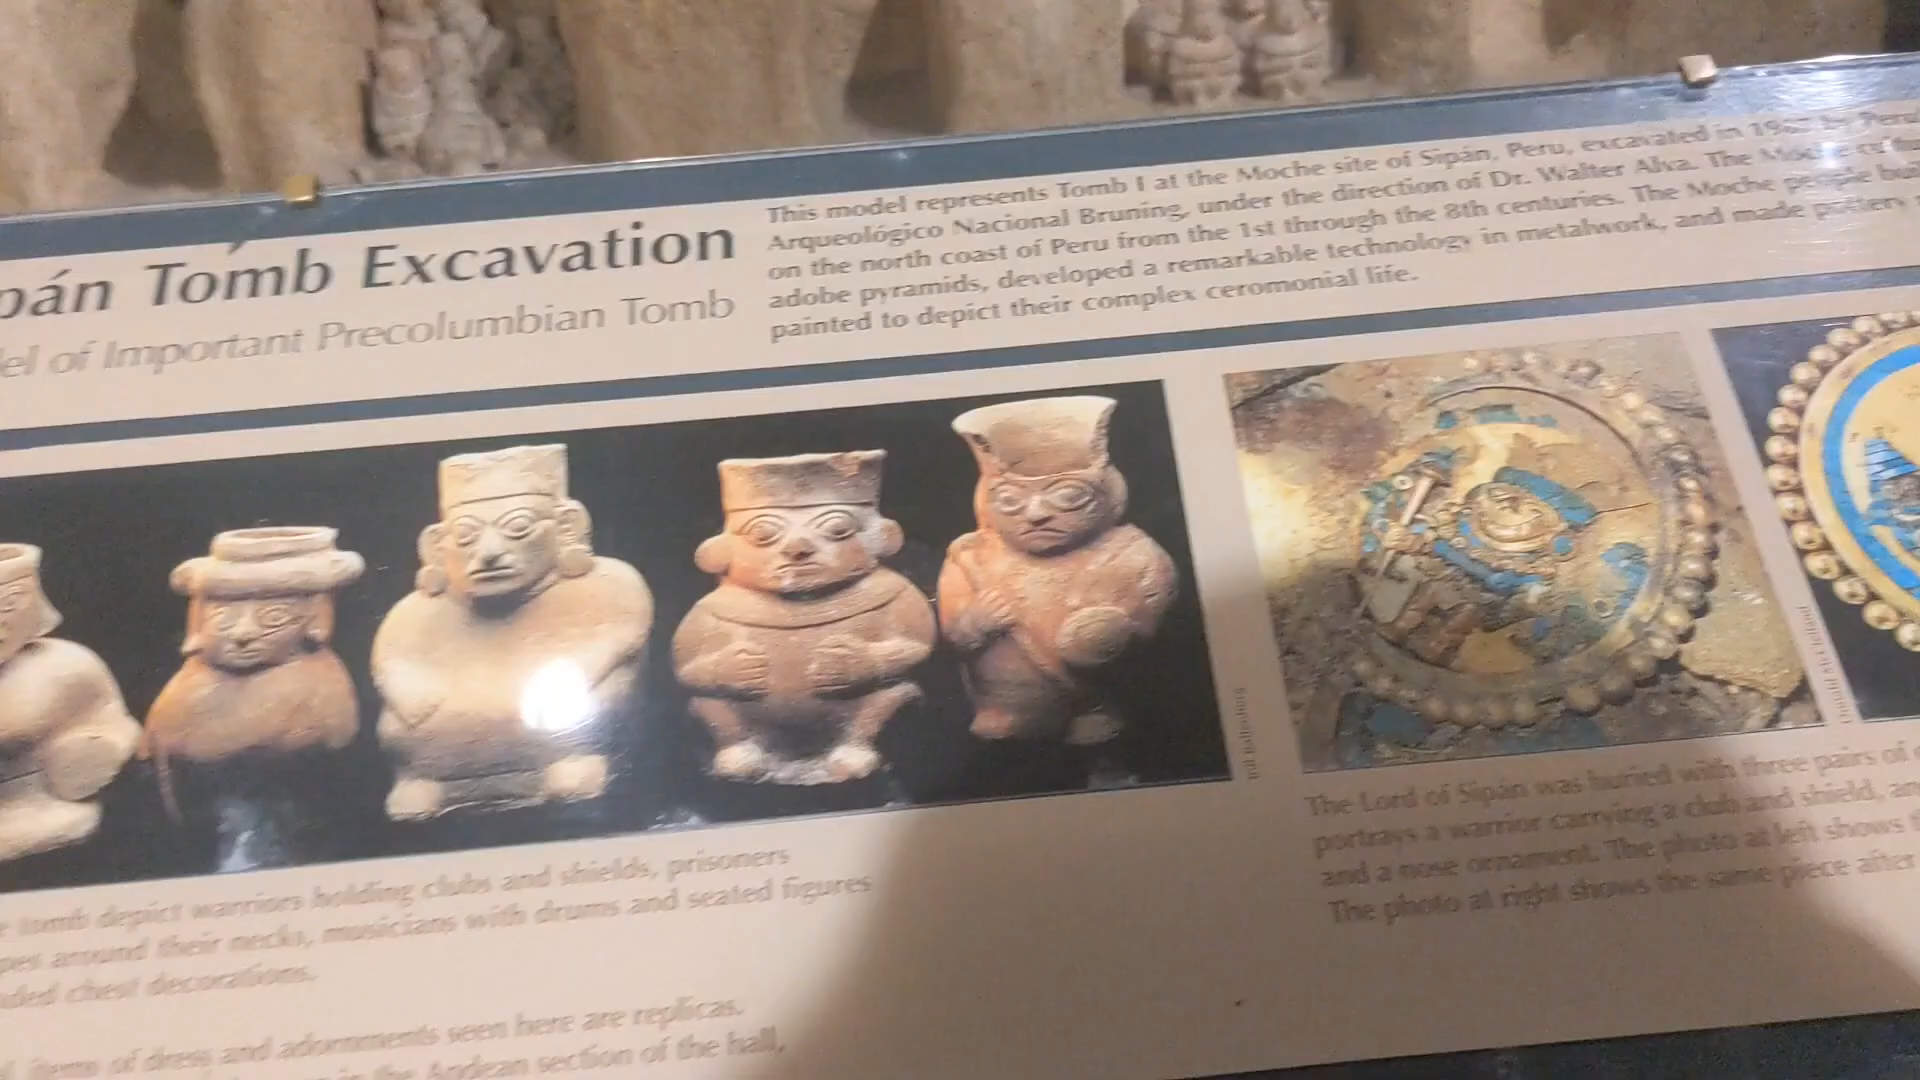 pán Tomb Excavation
el of Important Precolumbian Tomb
This model represents Tomb I at the Moche site of Sipán, Peru, excavated in
Arqueológico Nacional Bruning, under the direction of Dr. Walter Alva. The Moche
on the north coast of Peru from the 1st through the 8th centuries. The Moche people
adobe pyramids, developed a remarkable technology in metalwork, and made pottery
painted to depict their complex ceromonial life.
tomb depict warriors holding clubs and shields, prisoners
around their necks, musicians with drums and seated figures
chest decorations.
items of dress and adornments seen here are replicas.
in the Andean section of the hall,
The Lord of Sipán was buried with three pairs of
portrays a warrior carrying a club and shield,
and a nose ornament. The photo at left shows
The photo at right shows the same piece after